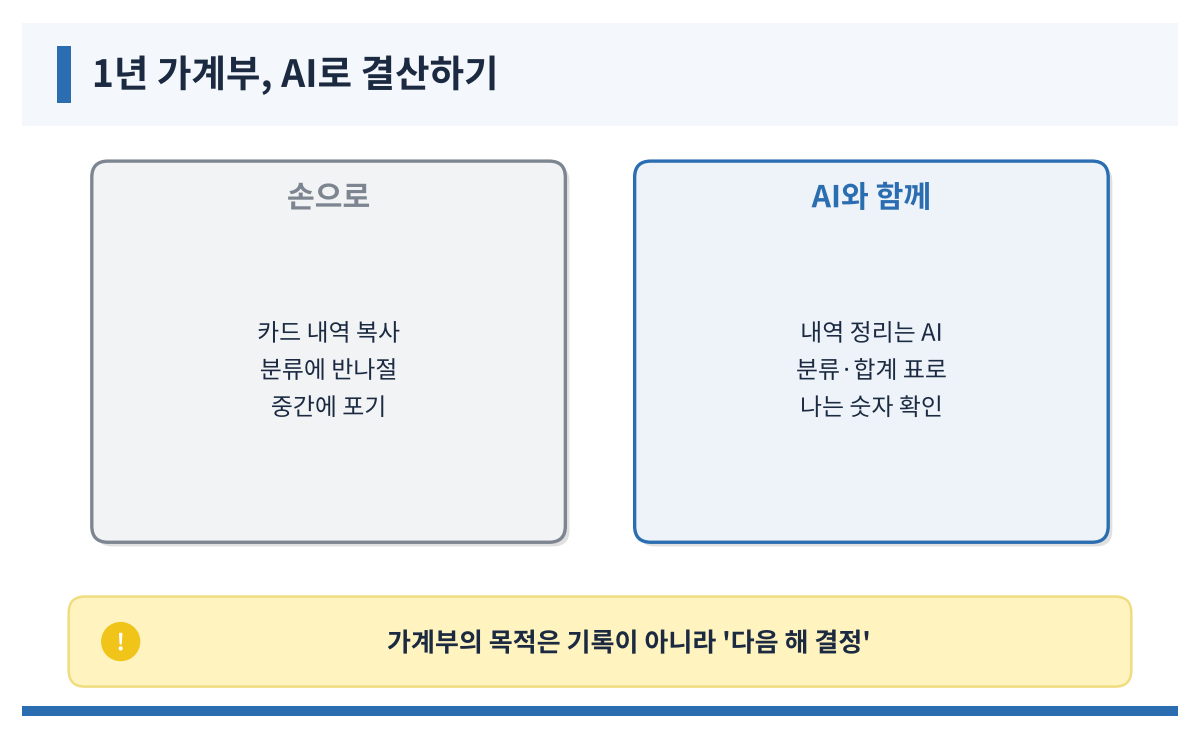 1년 가계부, AI로 결산하기
손으로
카드 내역 복사
분류에 반나절
중간에 포기
AI와 함께
내역 정리는 AI
분류·합계 표로
나는 숫자 확인
!
가계부의 목적은 기록이 아니라 '다음 해 결정'